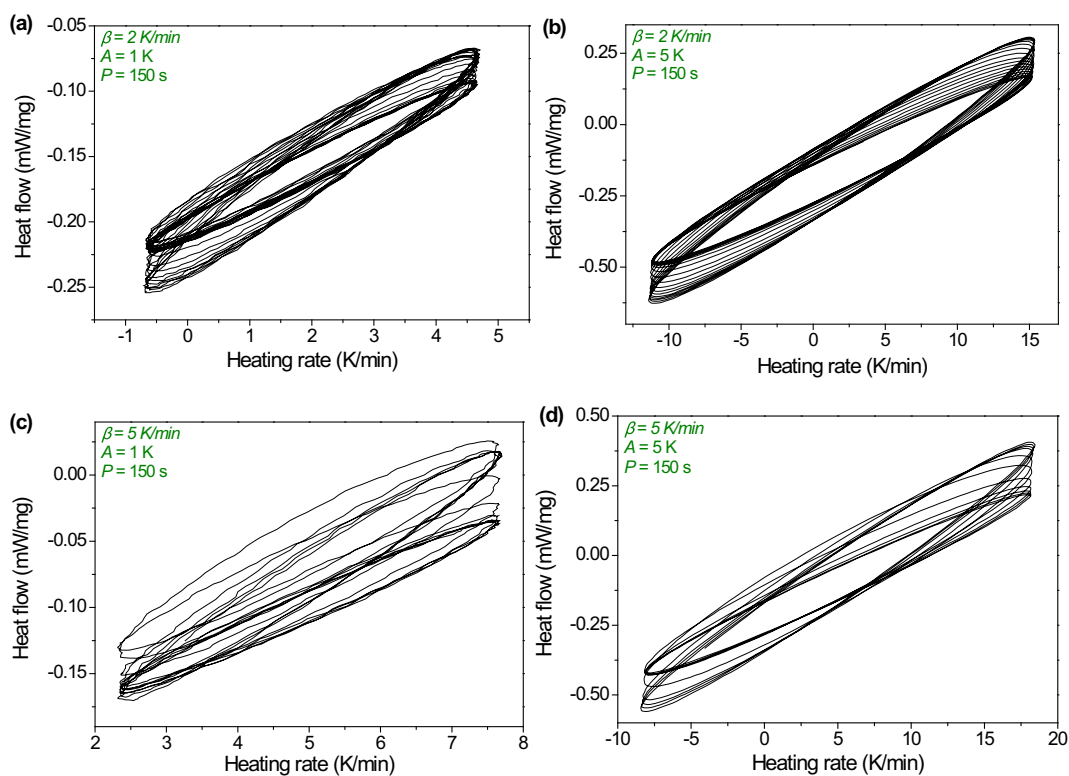 (a)
β = 2 K/min
A = 1 K
P = 150 s
-0.05
-0.10
-0.15
-0.20
-0.25
Heat flow (mW/mg)
-1 0 1 2 3 4 5
Heating rate (K/min)
(b)
β = 2 K/min
A = 5 K
P = 150 s
0.25
0.00
-0.25
-0.50
Heat flow (mW/mg)
-10 -5 0 5 10 15
Heating rate (K/min)
(c)
β = 5 K/min
A = 1 K
P = 150 s
0.00
-0.05
-0.10
-0.15
Heat flow (mW/mg)
2 3 4 5 6 7 8
Heating rate (K/min)
(d)
β = 5 K/min
A = 5 K
P = 150 s
0.50
0.25
0.00
-0.25
-0.50
Heat flow (mW/mg)
-10 -5 0 5 10 15 20
Heating rate (K/min)